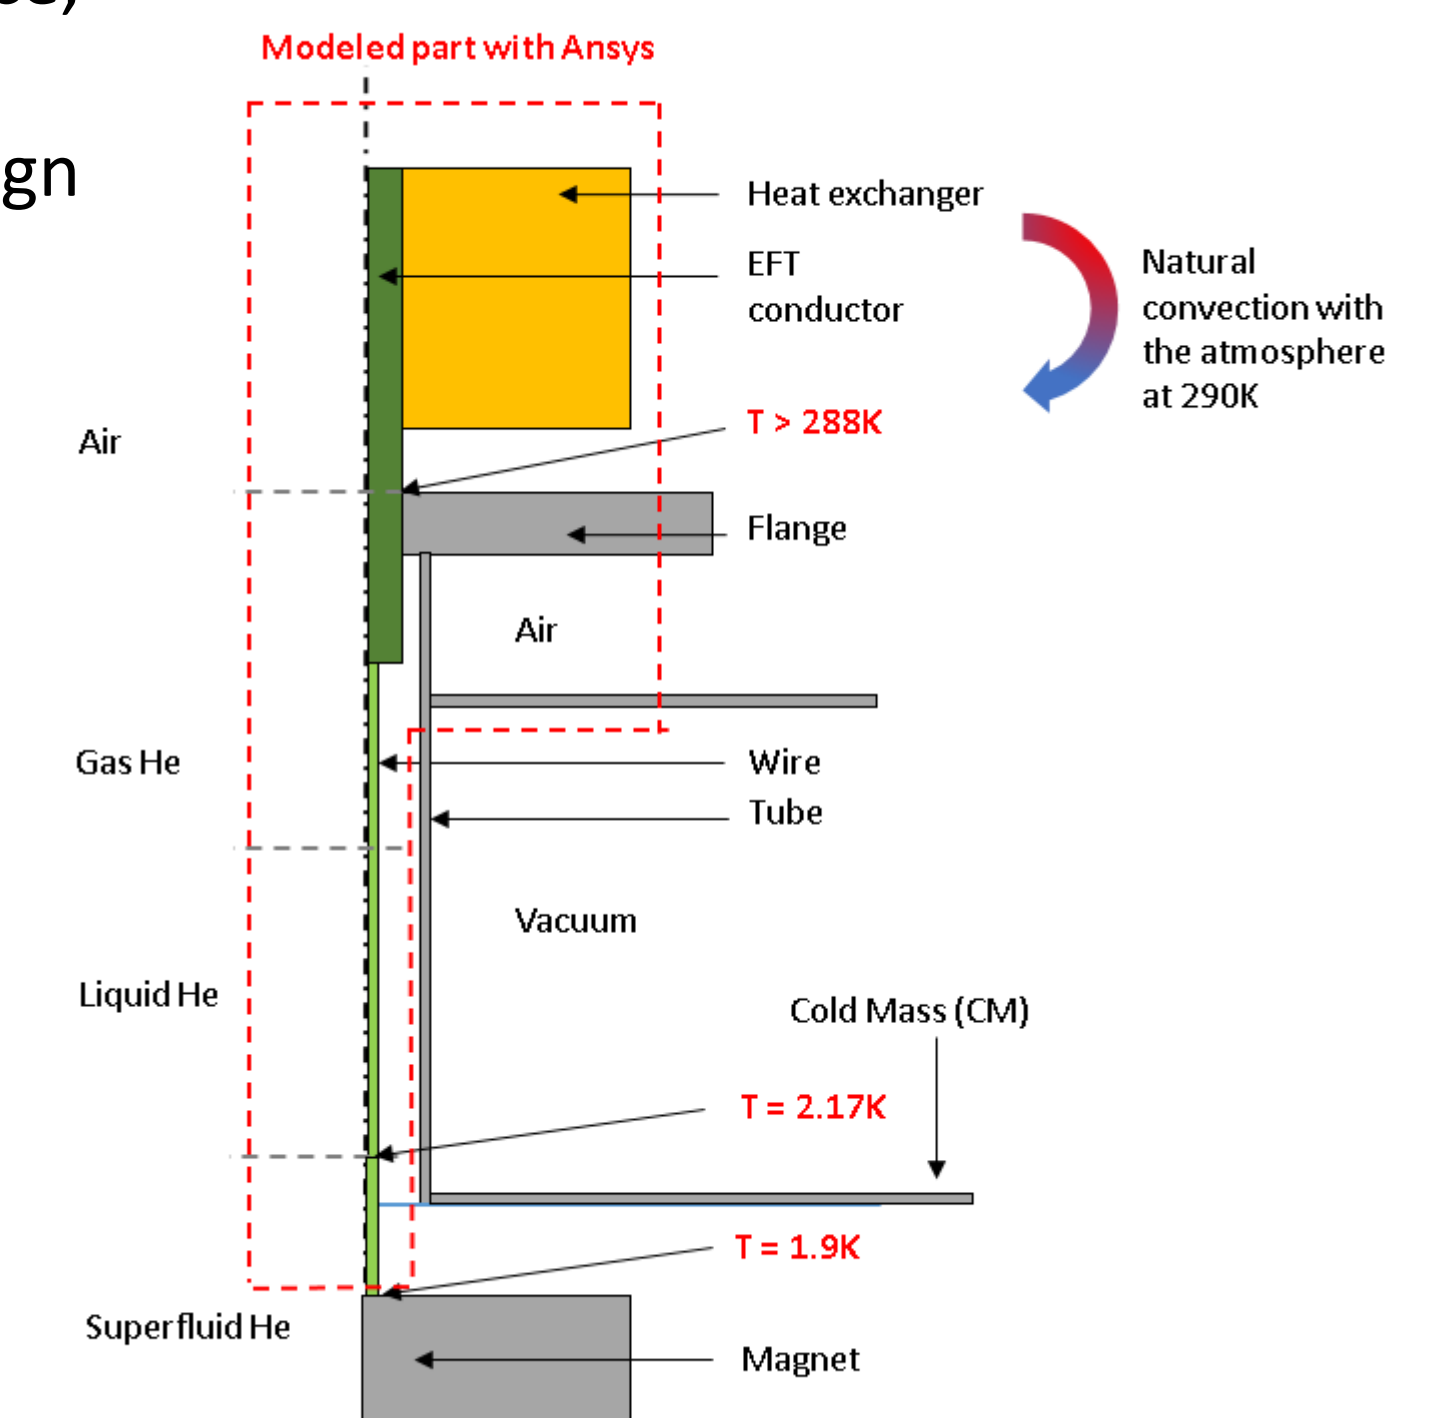 Modeled part with Ansys
gn
Heat exchanger
EFT
conductor
Natural
convection with
the atmosphere
at 290K
T > 288K
Air
Flange
Air
Gas He
Wire
Tube
Vacuum
Liquid He
Cold Mass (CM)
T = 2.17K
T = 1.9K
Superfluid He
Magnet